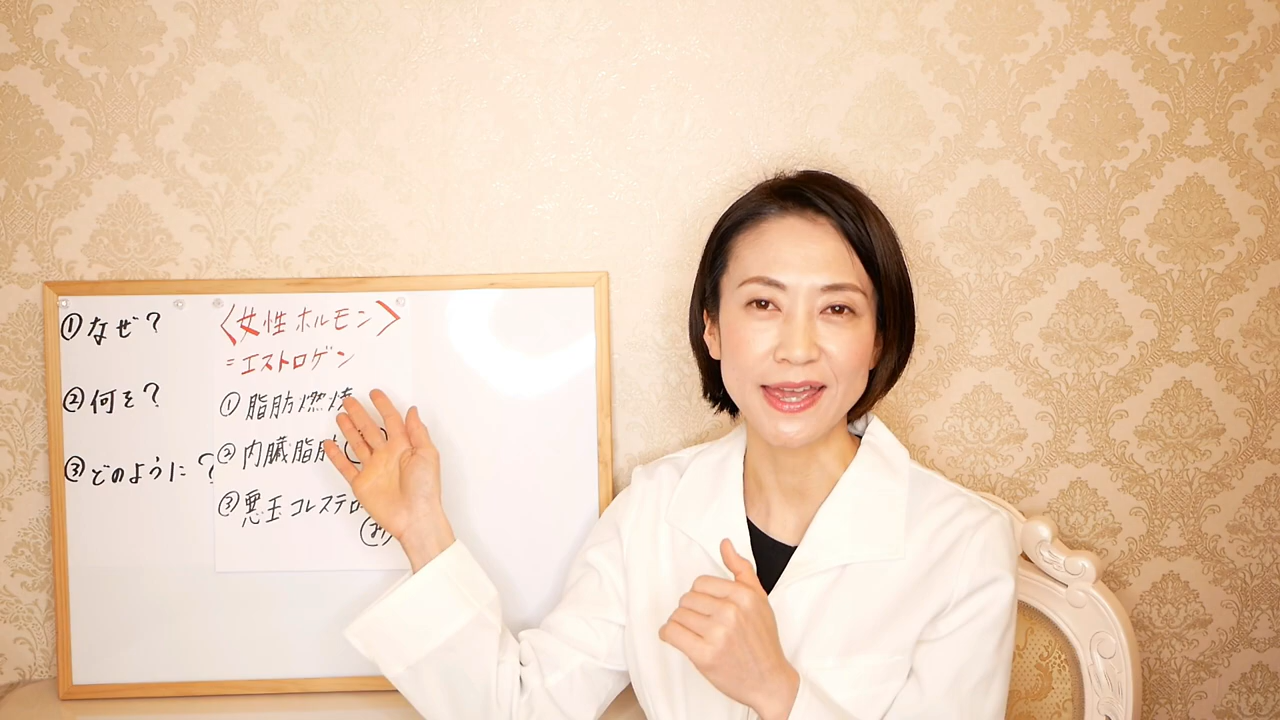 ①なぜ?
②何を?
③どのように?
〈女性ホルモン〉
=エストロゲン
①脂肪燃焼
②内臓脂肪
③悪玉コレステロ